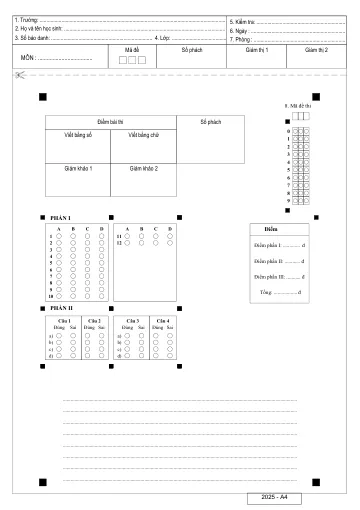 1. Trường: ........................................
2. Họ và tên học sinh: ........................................
3. Số báo danh: ........................................ 4. Lớp: ....................
5. Kiểm tra: ........................................
6. Ngày : ........................................
7. Phòng : ........................................
MÔN : ........................................
Mã đề
Số phách
Giám thị 1
Giám thị 2
8. Mã đề thi
0
1
2
3
4
5
6
7
8
9
Điểm bài thi
Số phách
Viết bằng số
Viết bằng chữ
Giám khảo 1
Giám khảo 2
PHẦN I
A B C D
1
2
3
4
5
6
7
8
9
10
A B C D
11
12
Điểm
Điểm phần I: ............ đ
Điểm phần II: ........... đ
Điểm phần III: .......... đ
Tổng: ................. đ
PHẦN II
Câu 1 Câu 2 Câu 3 Câu 4
Đúng Sai Đúng Sai Đúng Sai Đúng Sai
a) a)
b) b)
c) c)
d) d)
2025 - A4